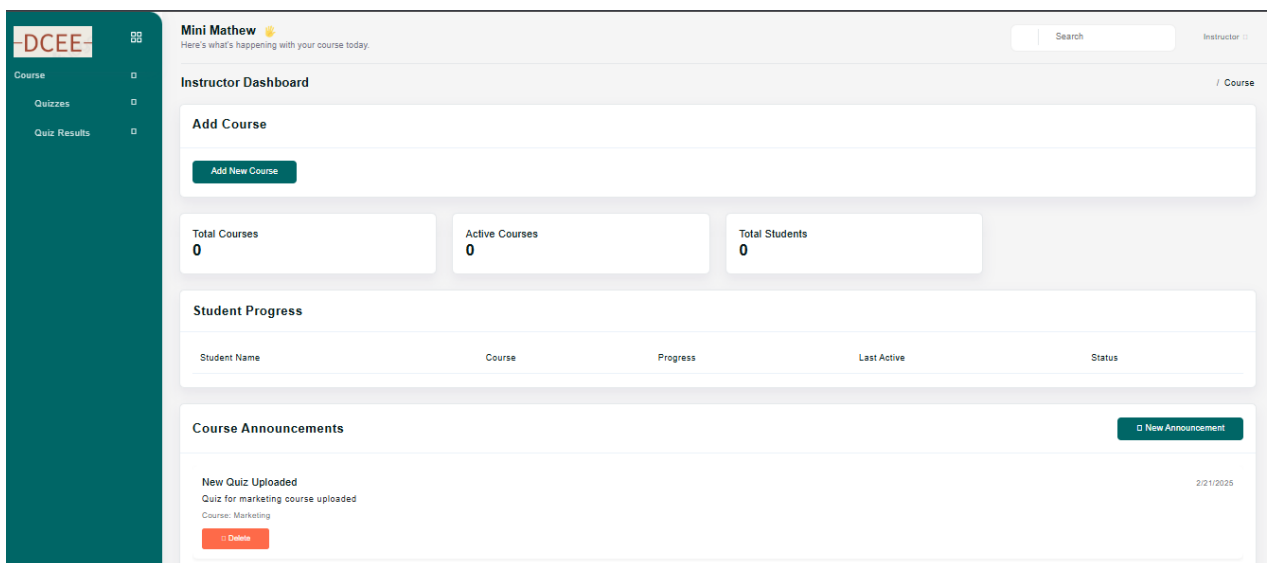 -DCEE-
Course
Quizzes
Quiz Results
Mini Mathew 👋
Here's what's happening with your course today.
Search
Instructor
Instructor Dashboard
/ Course
Add Course
Add New Course
Total Courses
0
Active Courses
0
Total Students
0
Student Progress
Student Name Course Progress Last Active Status
Course Announcements
New Announcement
New Quiz Uploaded
2/21/2025
Quiz for marketing course uploaded
Course: Marketing
Delete